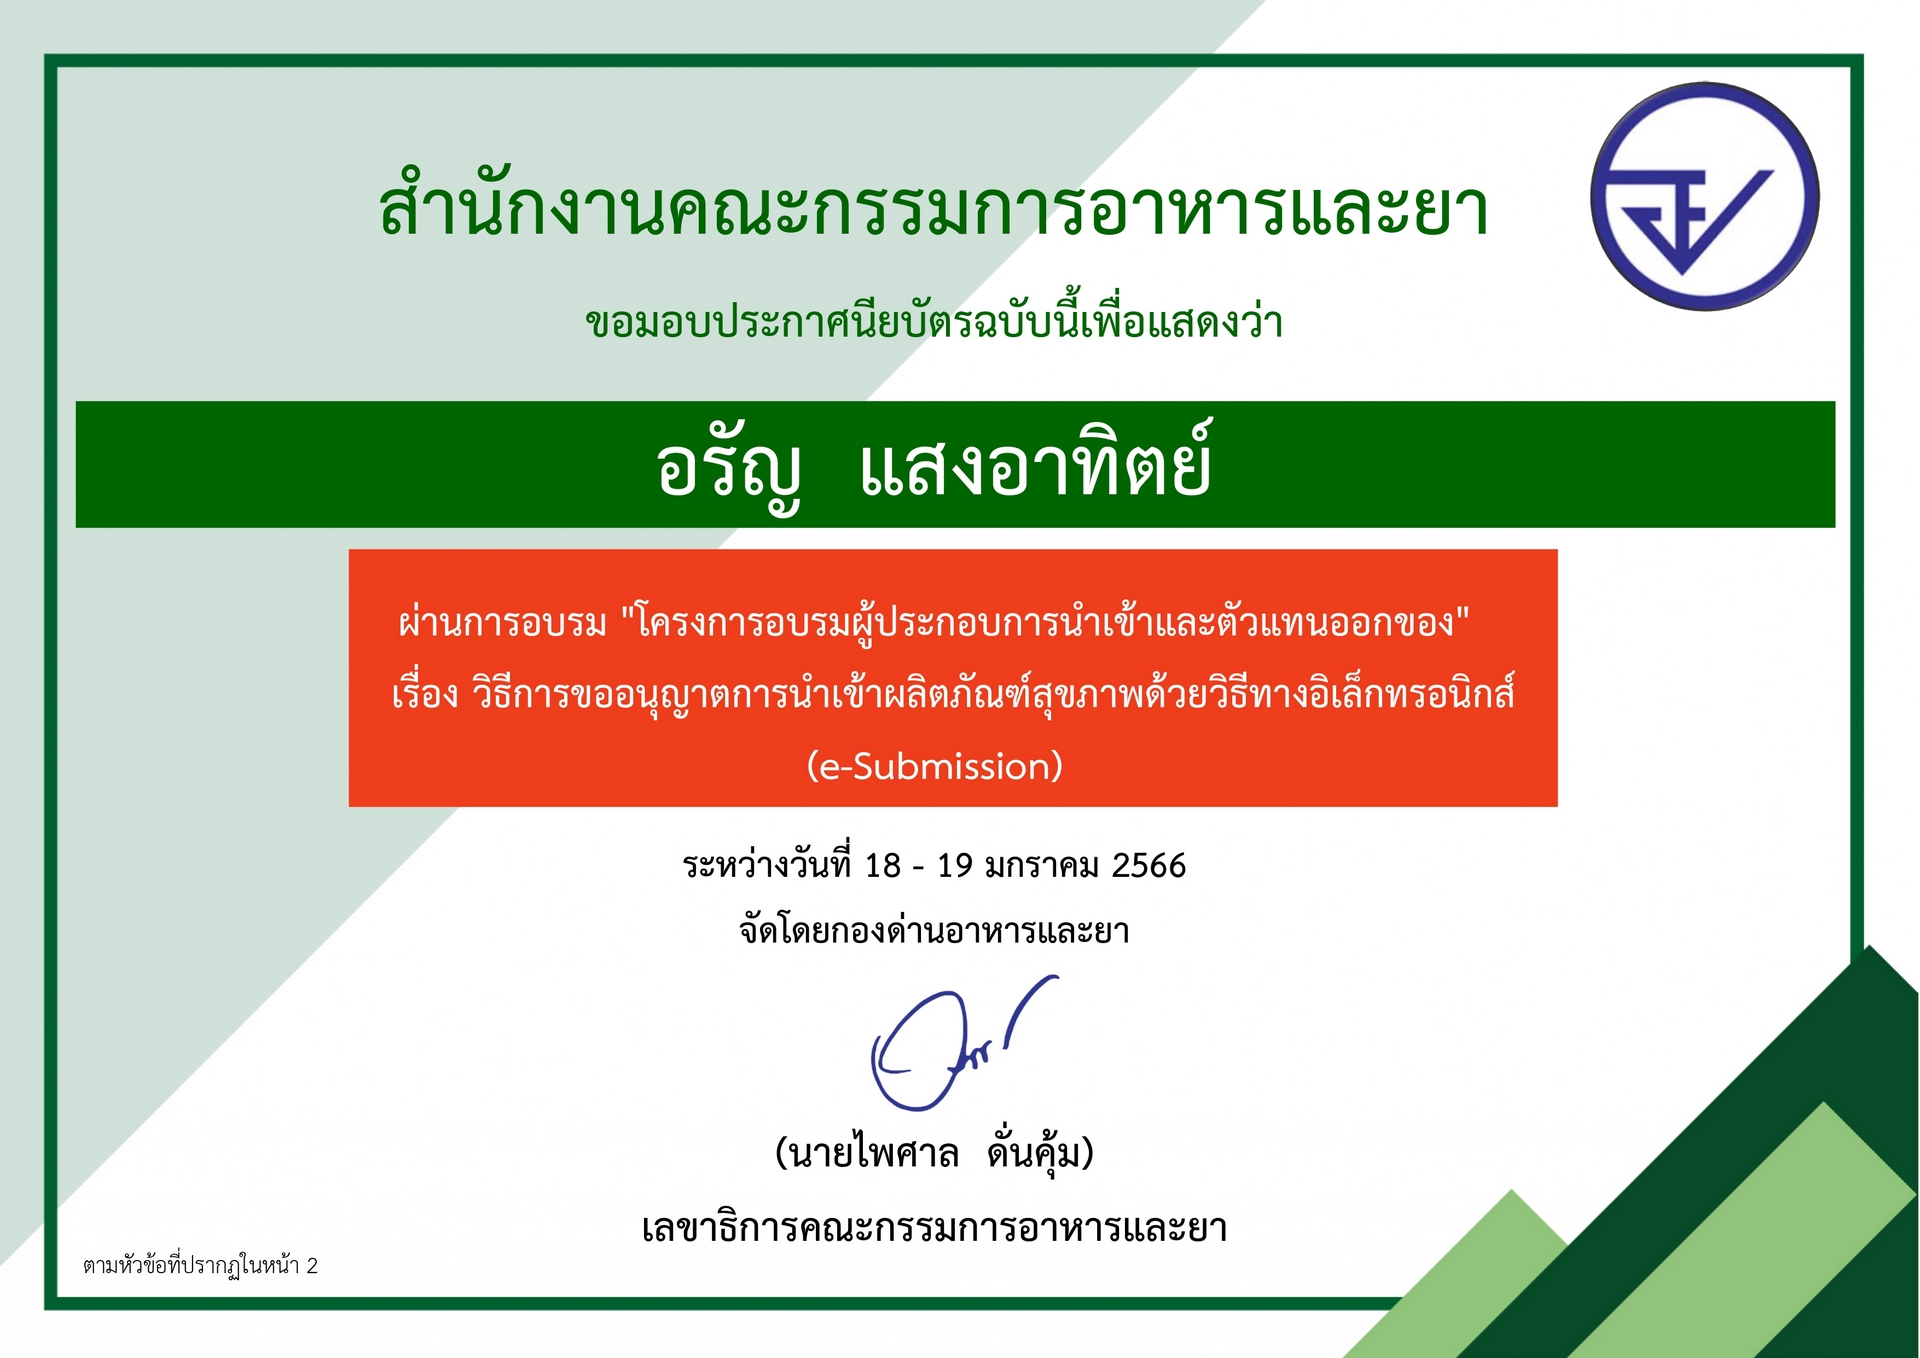 สำนักงานคณะกรรมการอาหารและยา
ขอมอบประกาศนียบัตรฉบับนี้เพื่อแสดงว่า
อรัญ แสงอาทิตย์
ผ่านการอบรม "โครงการอบรมผู้ประกอบการนำเข้าและตัวแทนออกของ"
เรื่อง วิธีการขออนุญาตการนำเข้าผลิตภัณฑ์สุขภาพด้วยวิธีทางอิเล็กทรอนิกส์
(e-Submission)
ระหว่างวันที่ 18 - 19 มกราคม 2566
จัดโดยกองด่านอาหารและยา
(นายไพศาล ดั่นคุ้ม)
เลขาธิการคณะกรรมการอาหารและยา
ตามหัวข้อที่ปรากฏในหน้า 2